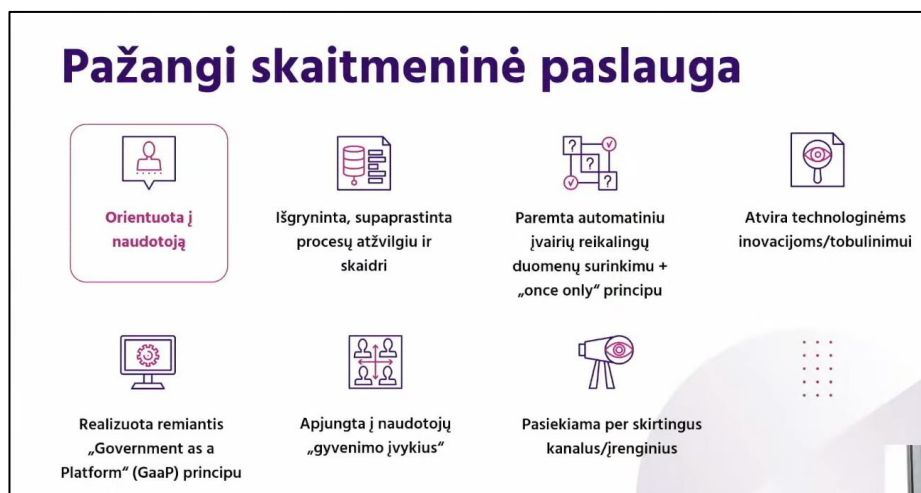 Pažangi skaitmeninė paslauga
Orientuota į
naudotoją
Išgryninta, supaprastinta
procesų atžvilgiu ir
skaidri
Paremta automatiniu
įvairių reikalingų
duomenų surinkimu +
„once only“ principu
Atvira technologinėms
inovacijoms/tobulinimui
Realizuota remiantis
„Government as a
Platform“ (GaaP) principu
Apjungta į naudotojų
„gyvenimo įvykius“
Pasiekiama per skirtingus
kanalus/įrenginius